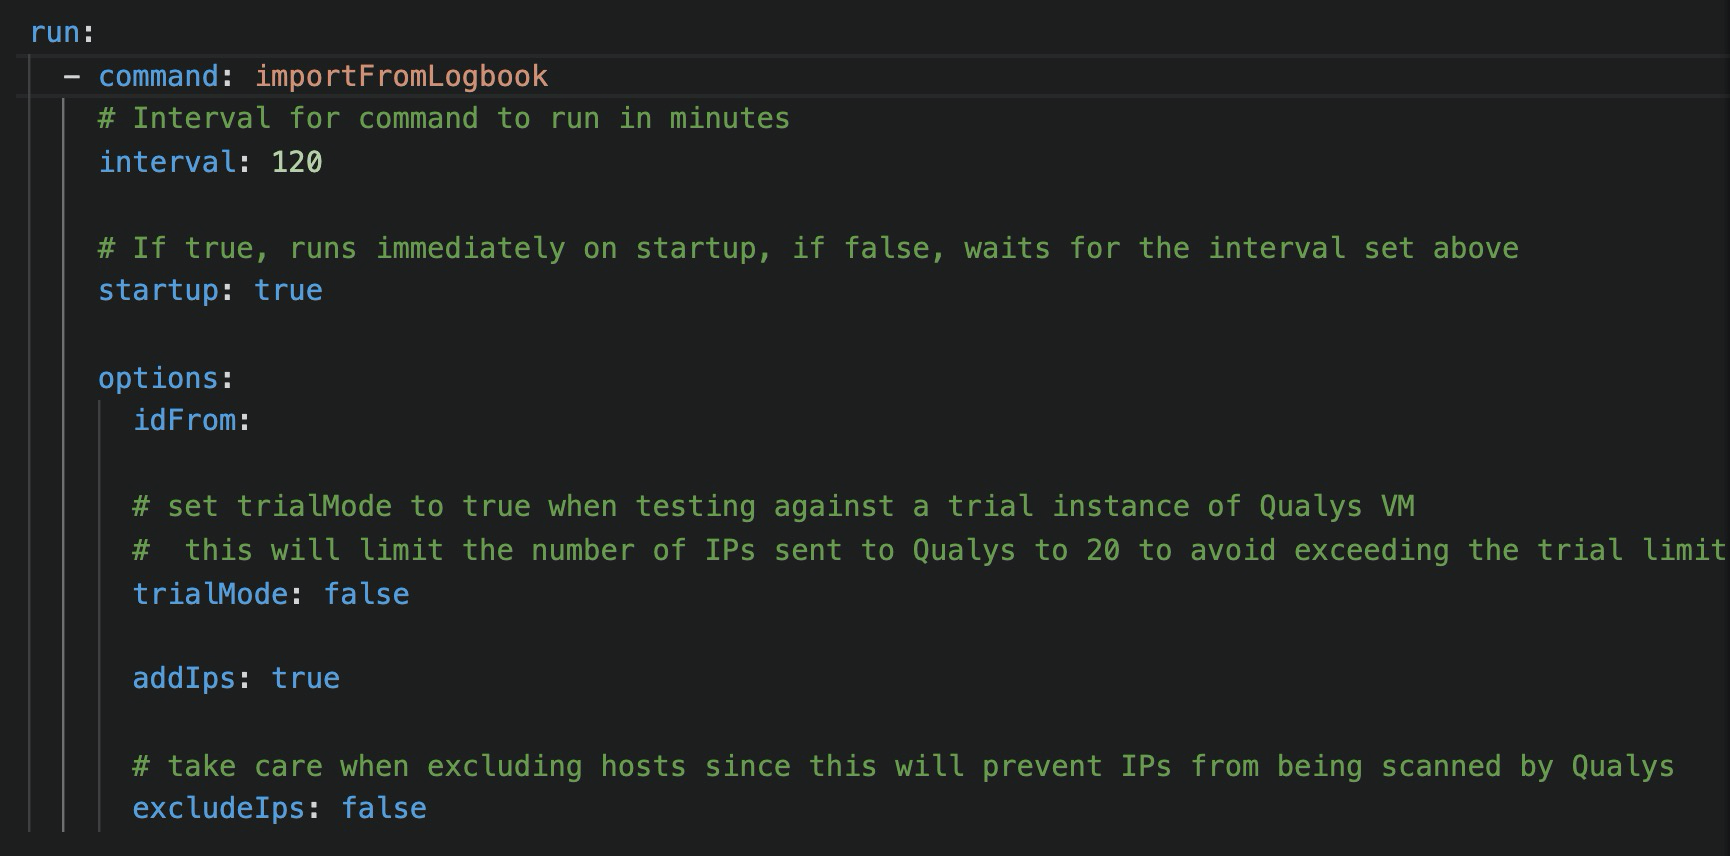 run:
  - command: importFromLogbook
    # Interval for command to run in minutes
    interval: 120

    # If true, runs immediately on startup, if false, waits for the interval set above
    startup: true

    options:
      idFrom:

      # set trialMode to true when testing against a trial instance of Qualys VM
      #  this will limit the number of IPs sent to Qualys to 20 to avoid exceeding the trial limit
      trialMode: false

      addIps: true

      # take care when excluding hosts since this will prevent IPs from being scanned by Qualys
      excludeIps: false